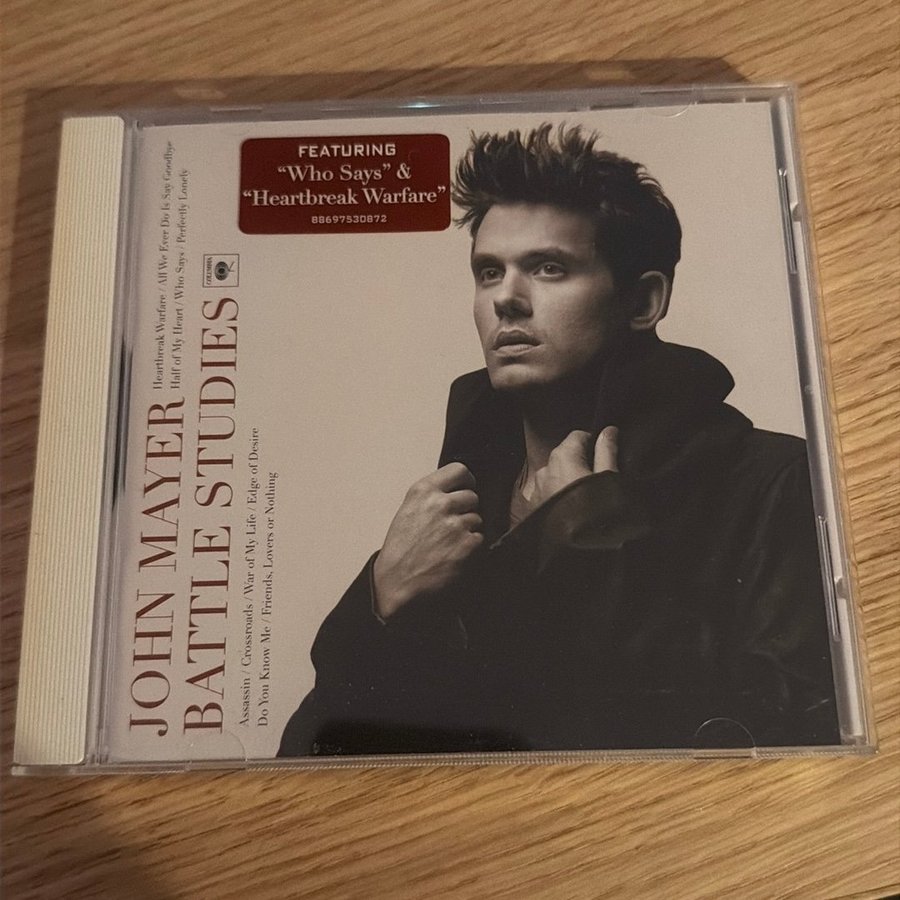 FEATURING
“Who Says” &
“Heartbreak Warfare”
88697530872
COLUMBIA
JOHN MAYER
Heartbreak Warfare / All We Ever Do Is Say Goodbye
Half of My Heart / Who Says / Perfectly Lonely
BATTLE STUDIES
Assassin / Crossroads / War of My Life / Edge of Desire
Do You Know Me / Friends, Lovers or Nothing